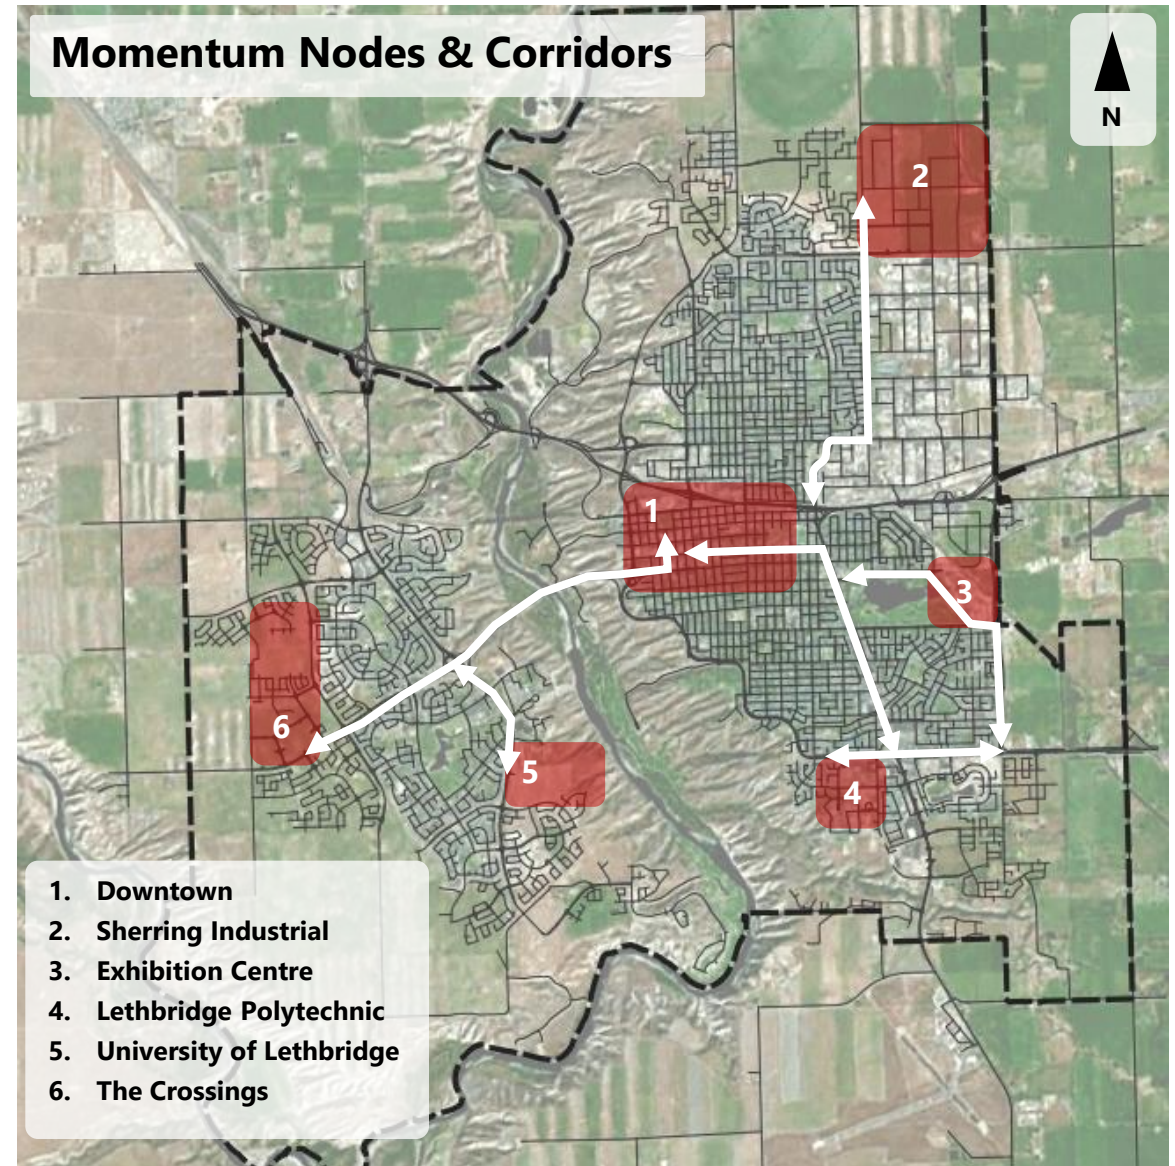 Momentum Nodes & Corridors
N
2
1
3
6
5
4
1. Downtown
2. Sherring Industrial
3. Exhibition Centre
4. Lethbridge Polytechnic
5. University of Lethbridge
6. The Crossings